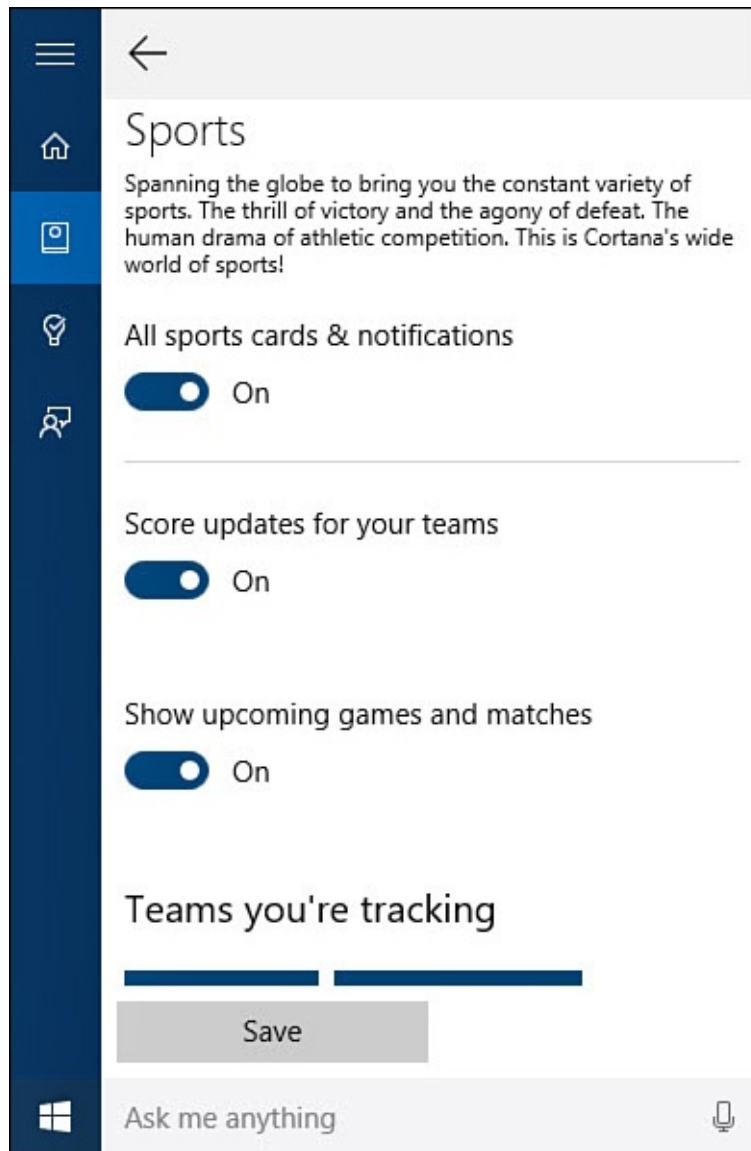 Sports
Spanning the globe to bring you the constant variety of
sports. The thrill of victory and the agony of defeat. The
human drama of athletic competition. This is Cortana's wide
world of sports!
All sports cards & notifications
On
Score updates for your teams
On
Show upcoming games and matches
On
Teams you're tracking
Save
Ask me anything